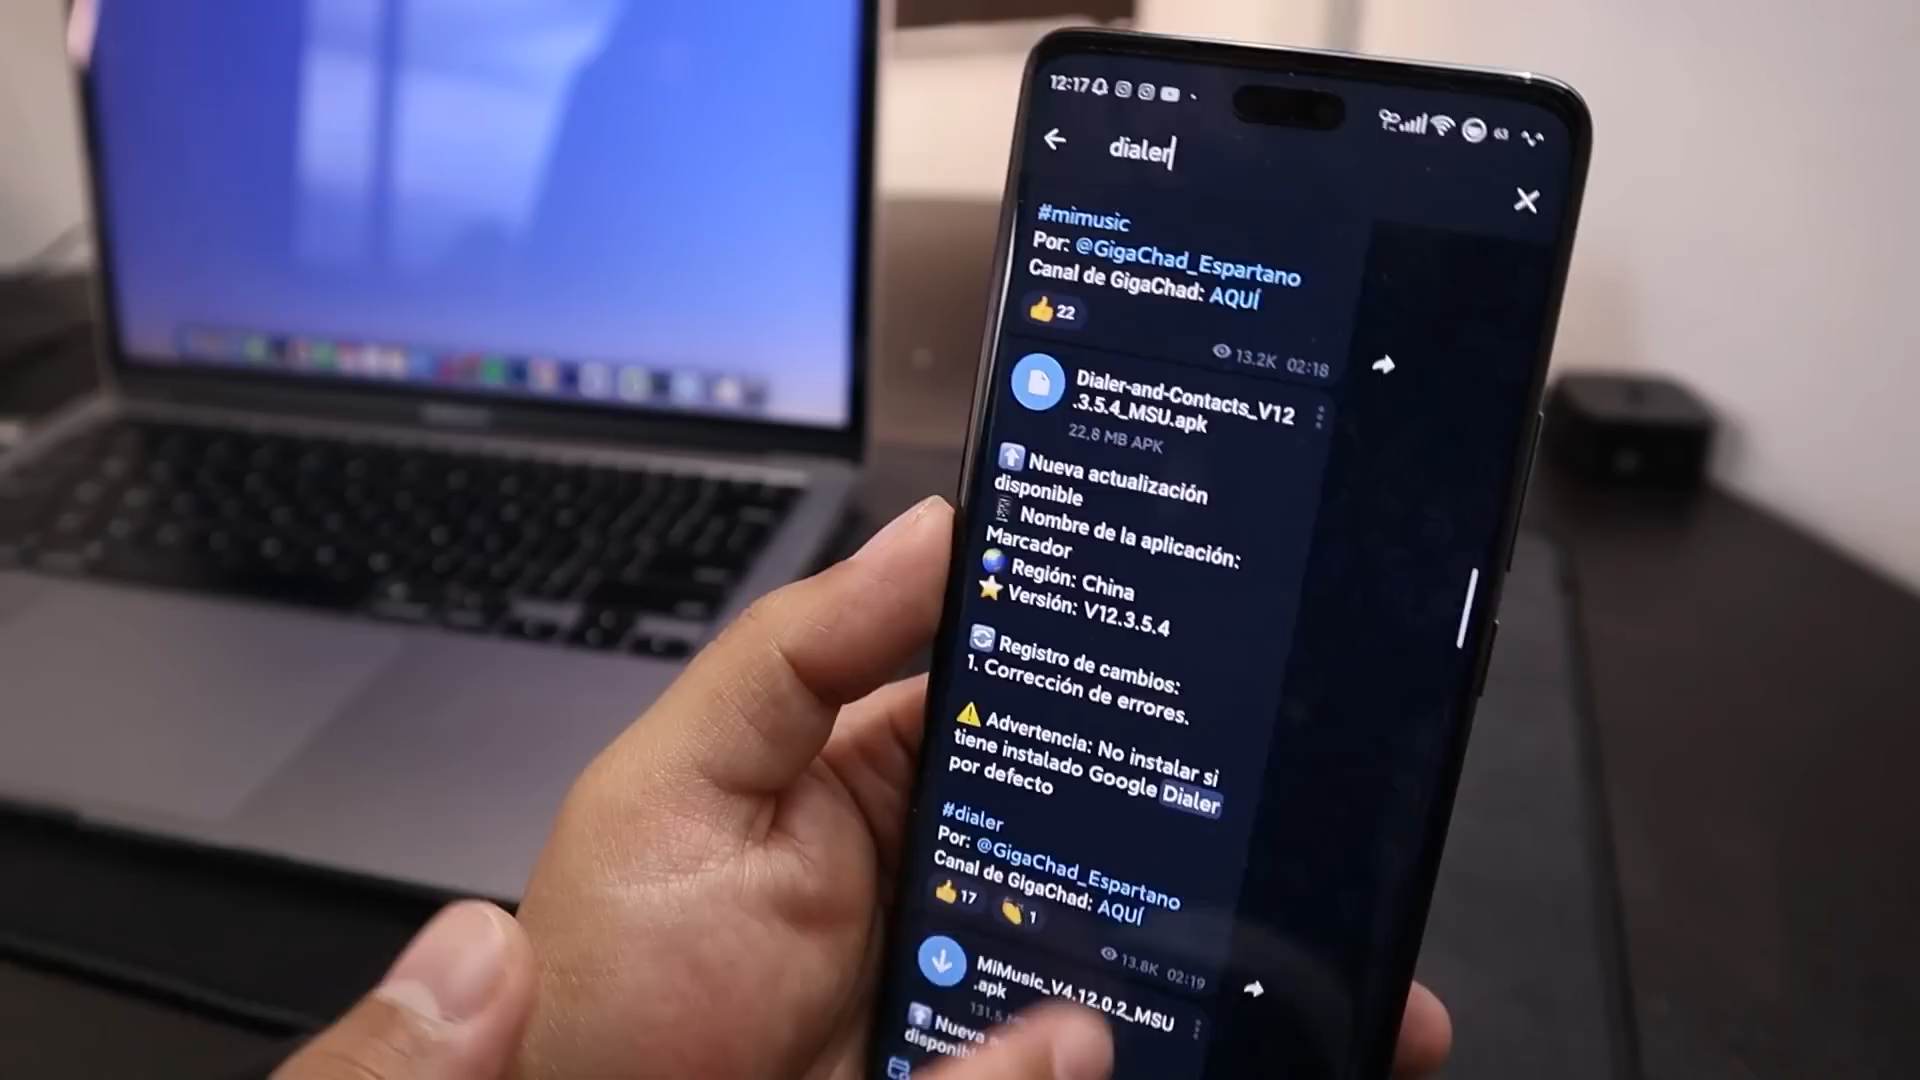 12:17
63
dialer
#mimusic
Por: @GigaChad_Espartano
Canal de GigaChad: AQUÍ
22
13.2K 02:18
Dialer-and-Contacts_V12
.3.5.4_MSU.apk
22,8 MB APK
Nueva actualización
disponible
Nombre de la aplicación:
Marcador
Región: China
Versión: V12.3.5.4
Registro de cambios:
1. Corrección de errores.
Advertencia: No instalar si
tiene instalado Google Dialer
por defecto
#dialer
Por: @GigaChad_Espartano
Canal de GigaChad: AQUÍ
17 1
13.8K 02:19
MiMusic_V4.12.0.2_MSU
.apk
131,5
Nueva